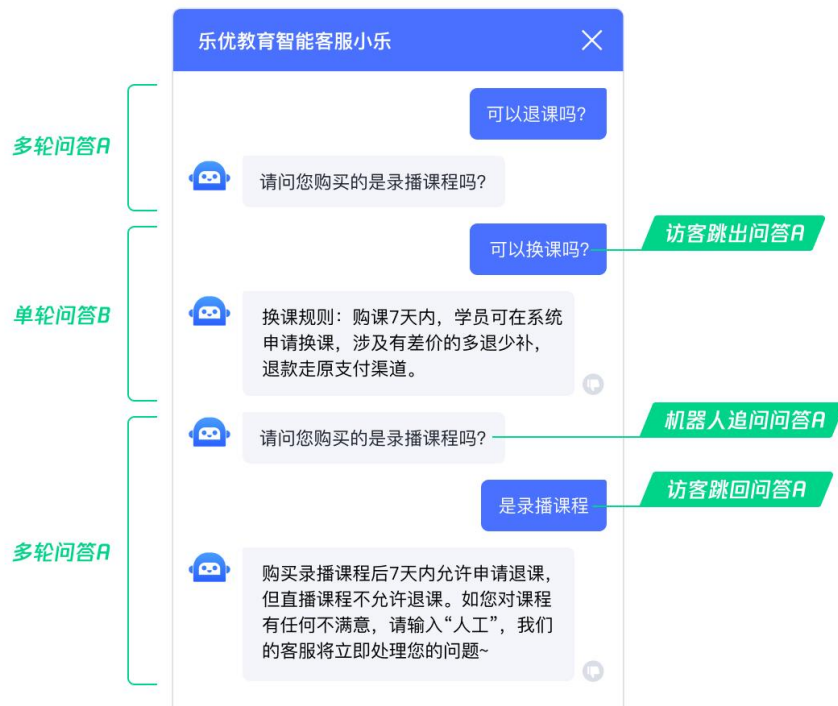 乐优教育智能客服小乐
可以退课吗?
多轮问答A
请问您购买的是录播课程吗?
访客跳出问答A
可以换课吗?
单轮问答B
换课规则：购课7天内，学员可在系统
申请换课，涉及有差价的多退少补，
退款走原支付渠道。
机器人追问问答A
请问您购买的是录播课程吗?
访客跳回问答A
是录播课程
多轮问答A
购买录播课程后7天内允许申请退课，
但直播课程不允许退课。如您对课程
有任何不满意，请输入“人工”，我们
的客服将立即处理您的问题~